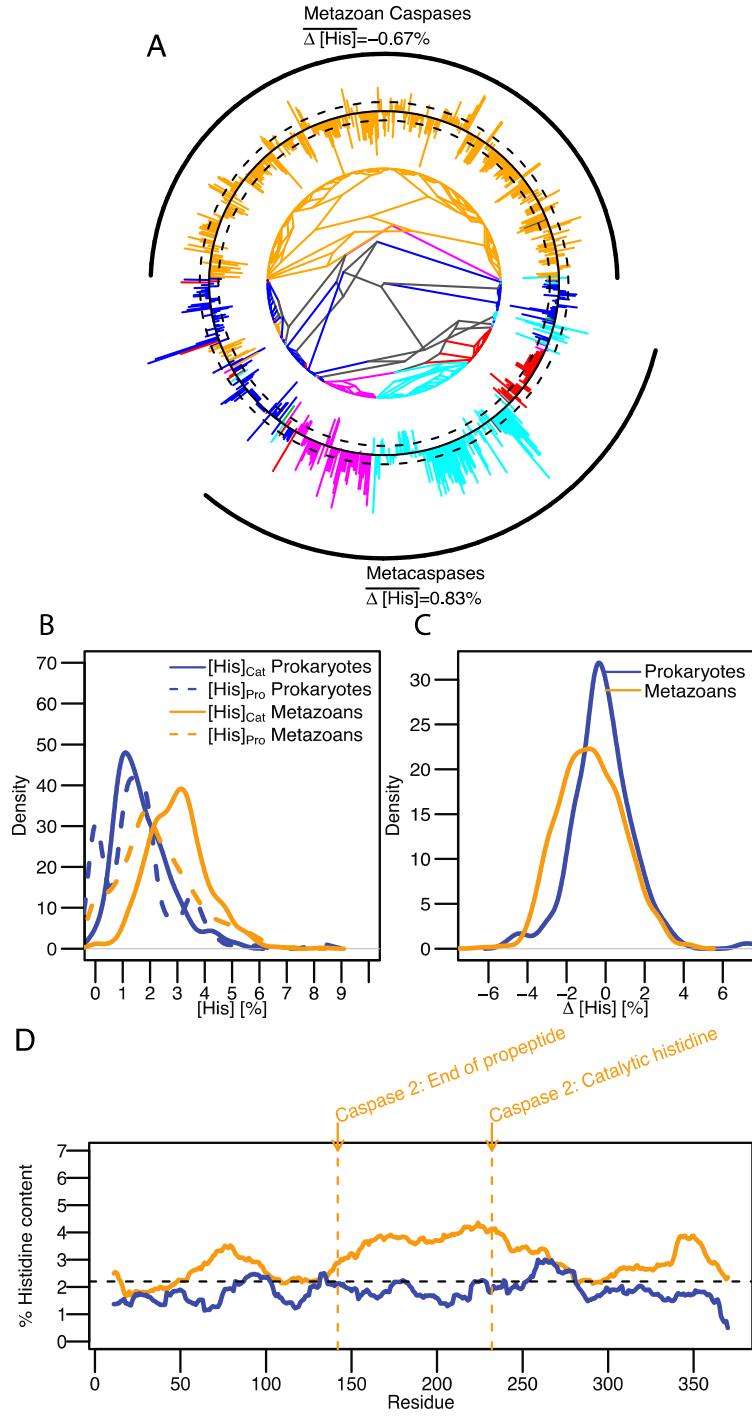 Metazoan Caspases
Δ [His]=−0.67%
A
Metacaspases
Δ [His]=0.83%
B
[His]Cat Prokaryotes
[His]Pro Prokaryotes
[His]Cat Metazoans
[His]Pro Metazoans
70
60
50
40
30
20
10
0
Density
0 1 2 3 4 5 6 7 8 9
[His] [%]
C
Prokaryotes
Metazoans
30
25
20
15
10
5
0
Density
−6 −4 −2 0 2 4 6
Δ [His] [%]
D
Caspase 2: End of propeptide
Caspase 2: Catalytic histidine
7
6
5
4
3
2
1
0
% Histidine content
0 50 100 150 200 250 300 350
Residue